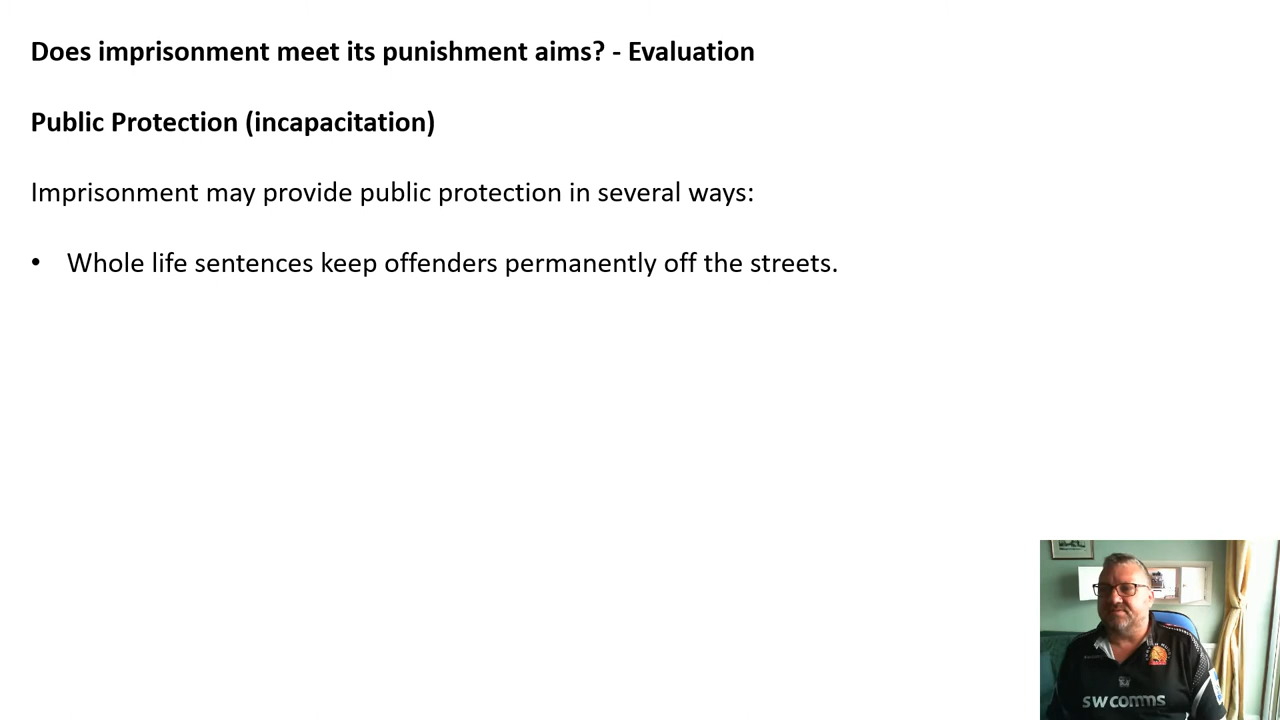 Does imprisonment meet its punishment aims? - Evaluation
Public Protection (incapacitation)
Imprisonment may provide public protection in several ways:
• Whole life sentences keep offenders permanently off the streets.
swcomms